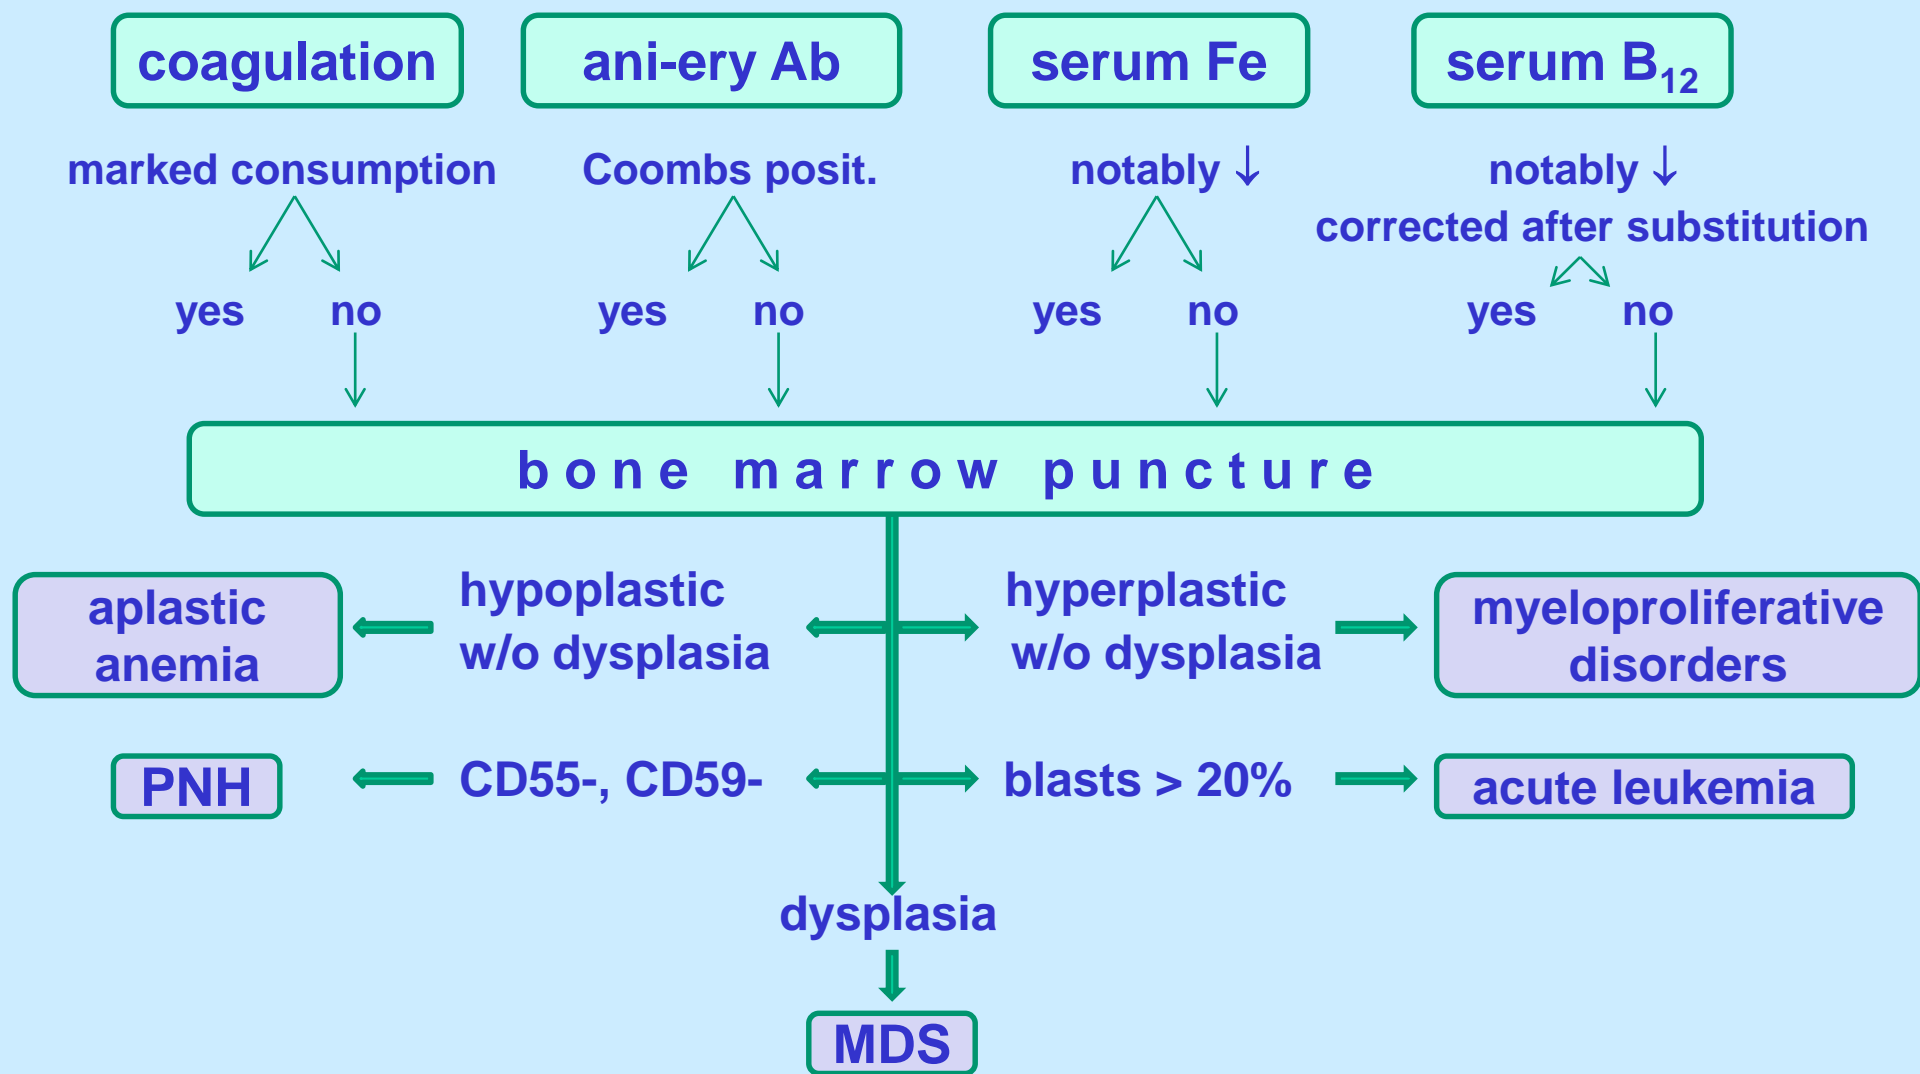 coagulation
ani-ery Ab
serum Fe
serum B12
marked consumption
Coombs posit.
notably ↓
notably ↓
corrected after substitution
yes no
yes no
yes no
yes no
bone marrow puncture
aplastic
anemia
hypoplastic
w/o dysplasia
hyperplastic
w/o dysplasia
myeloproliferative
disorders
PNH
CD55-, CD59-
blasts > 20%
acute leukemia
dysplasia
MDS